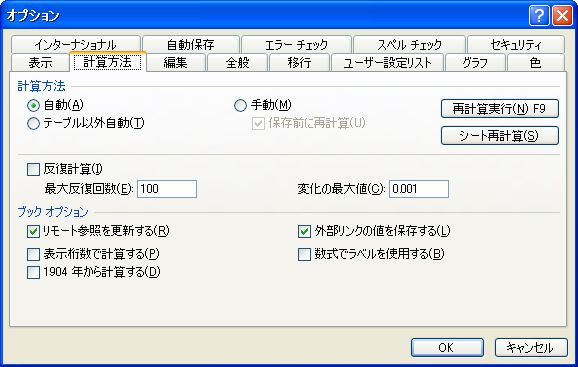 オプション
インターナショナル 自動保存 エラー チェック スペル チェック セキュリティ
表示 計算方法 編集 全般 移行 ユーザー設定リスト グラフ 色
計算方法
自動(A) 手動(M) 再計算実行(N) F9
テーブル以外自動(T) 保存前に再計算(U) シート再計算(S)
反復計算(I)
最大反復回数(E): 100 変化の最大値(C): 0.001
ブック オプション
リモート参照を更新する(R) 外部リンクの値を保存する(L)
表示桁数で計算する(P) 数式でラベルを使用する(B)
1904 年から計算する(D)
OK キャンセル